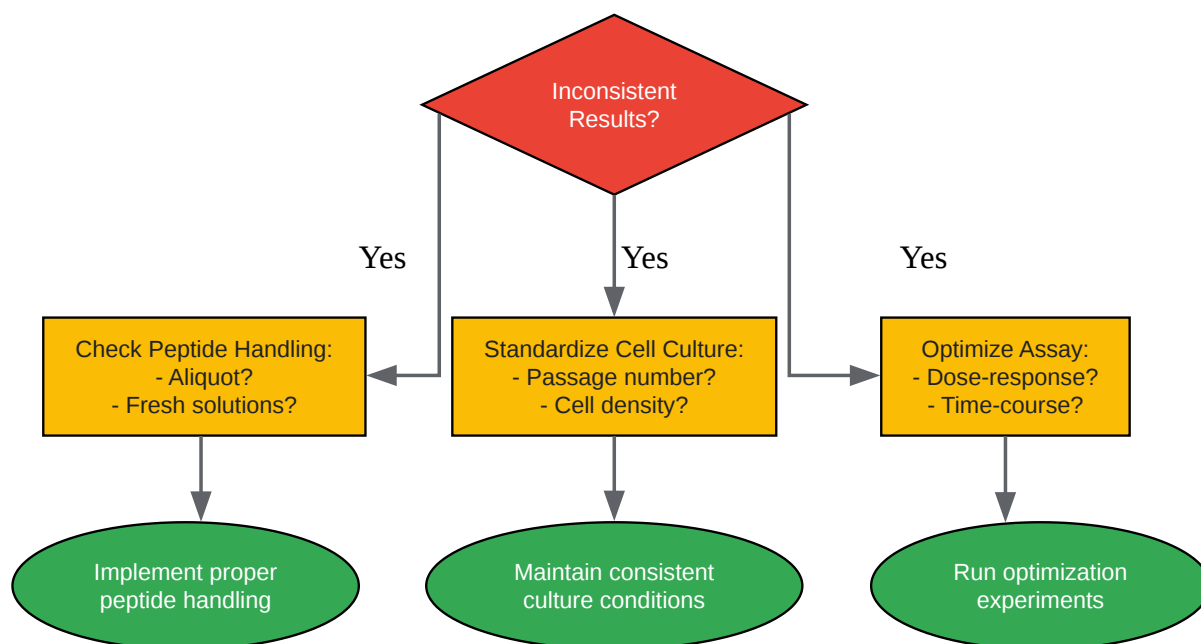 Inconsistent
Results?
Yes
Yes
Yes
Check Peptide Handling:
- Aliquot?
- Fresh solutions?
Standardize Cell Culture:
- Passage number?
- Cell density?
Optimize Assay:
- Dose-response?
- Time-course?
Implement proper
peptide handling
Maintain consistent
culture conditions
Run optimization
experiments